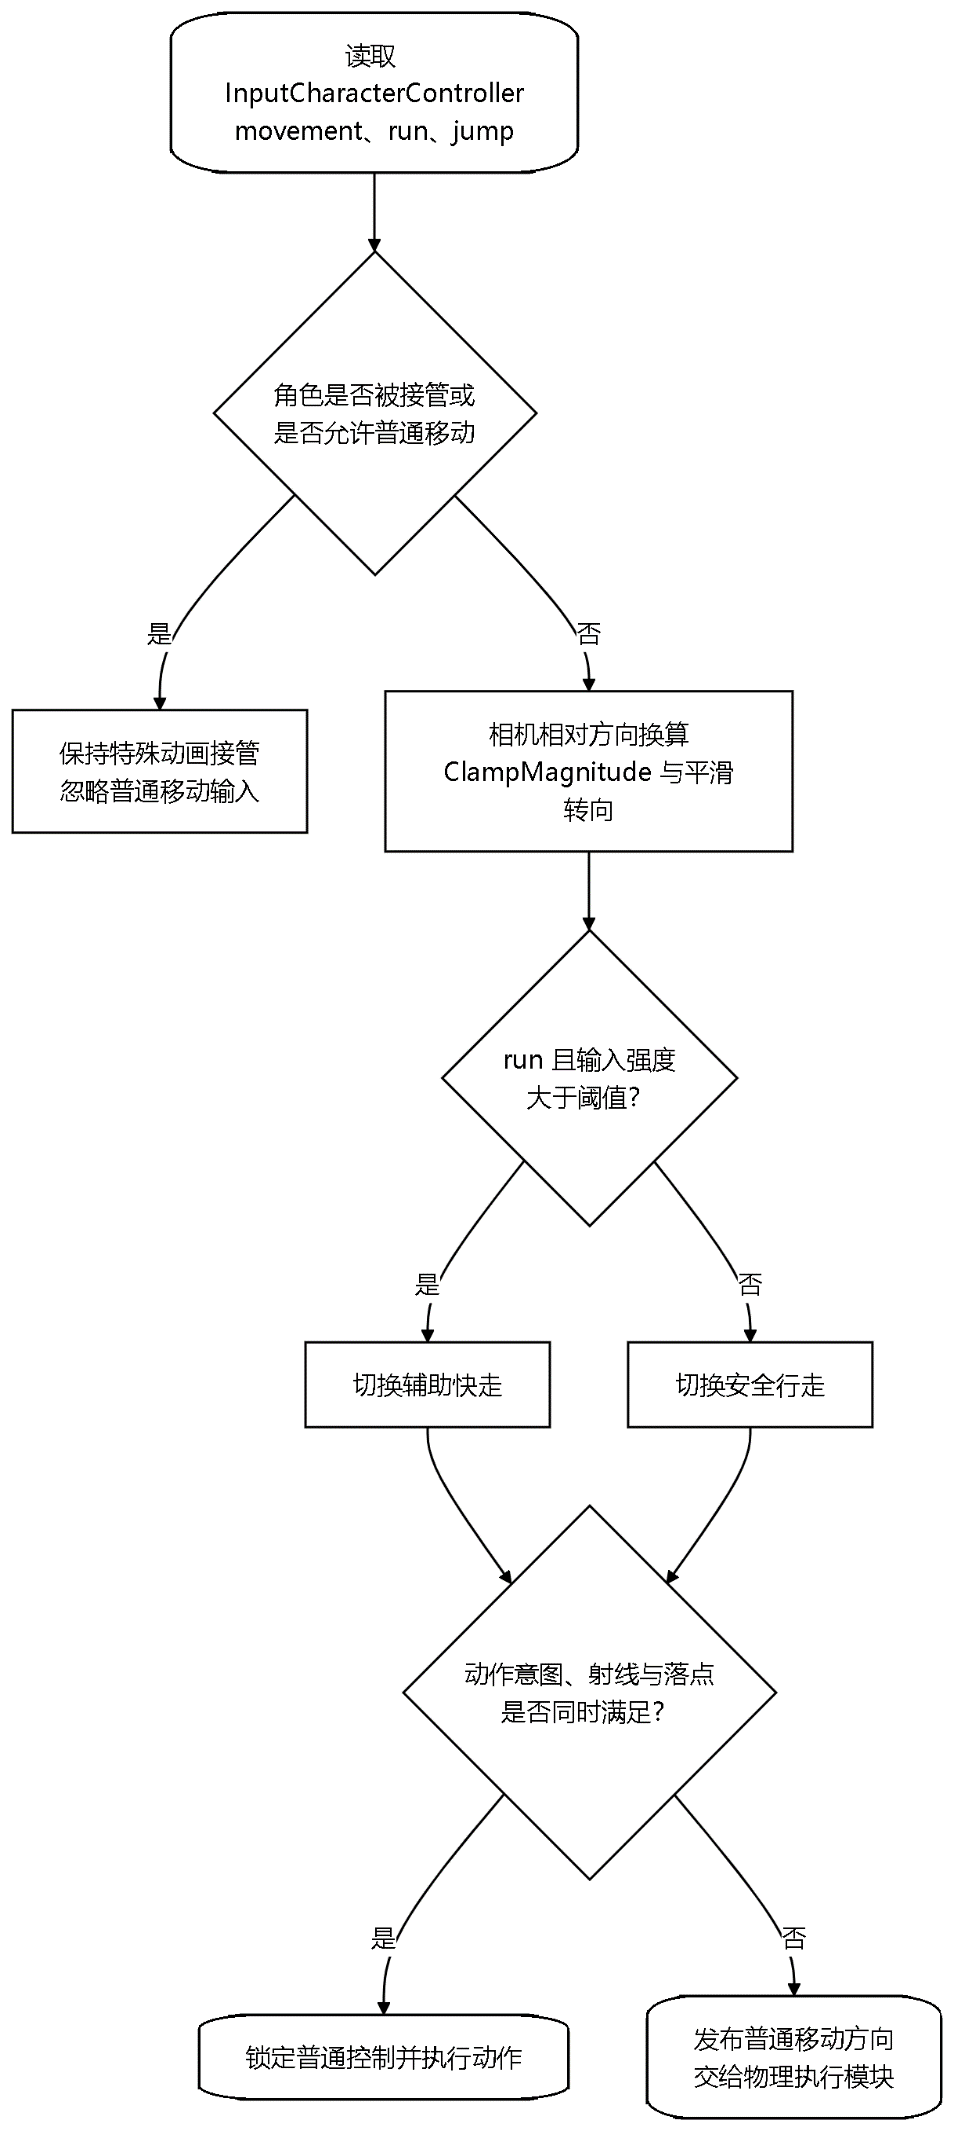 读取
InputCharacterController
movement、run、jump
角色是否被接管或
是否允许普通移动
是
否
保持特殊动画接管
忽略普通移动输入
相机相对方向换算
ClampMagnitude 与平滑
转向
run 且输入强度
大于阈值？
是
否
切换辅助快走
切换安全行走
动作意图、射线与落点
是否同时满足？
是
否
锁定普通控制并执行动作
发布普通移动方向
交给物理执行模块